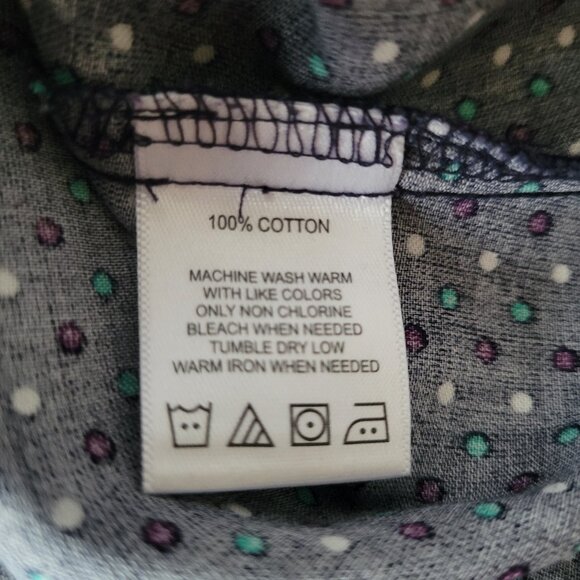 100% COTTON
MACHINE WASH WARM
WITH LIKE COLORS
ONLY NON CHLORINE
BLEACH WHEN NEEDED
TUMBLE DRY LOW
WARM IRON WHEN NEEDED